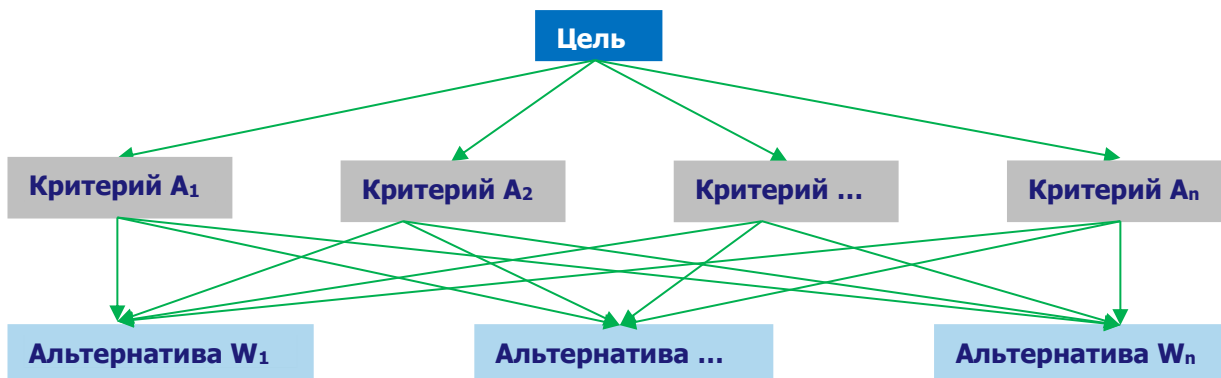 Цель
Критерий A₁
Критерий A₂
Критерий ...
Критерий Aₙ
Альтернатива W₁
Альтернатива ...
Альтернатива Wₙ